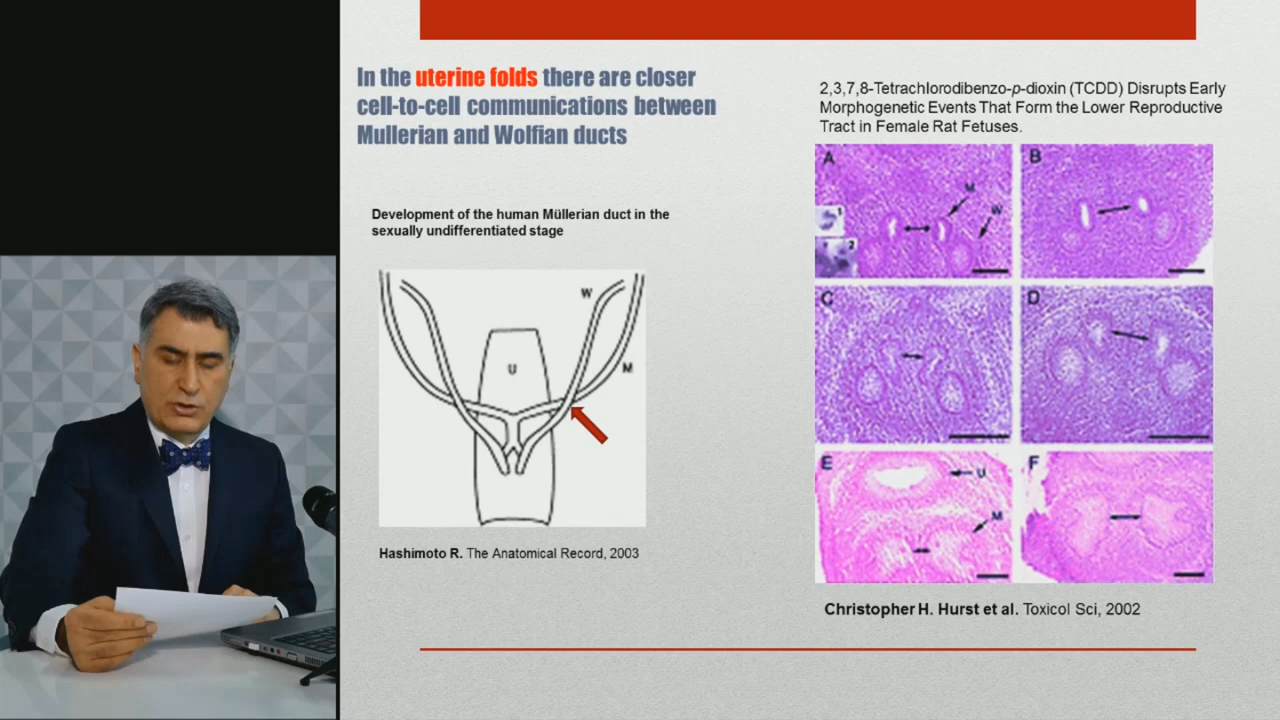 In the uterine folds there are closer
cell-to-cell communications between
Mullerian and Wolfian ducts
Development of the human Müllerian duct in the
sexually undifferentiated stage
W
U
M
Hashimoto R. The Anatomical Record, 2003
2,3,7,8-Tetrachlorodibenzo-p-dioxin (TCDD) Disrupts Early
Morphogenetic Events That Form the Lower Reproductive
Tract in Female Rat Fetuses.
A
M
W
1
2
B
C
D
E
U
M
F
Christopher H. Hurst et al. Toxicol Sci, 2002